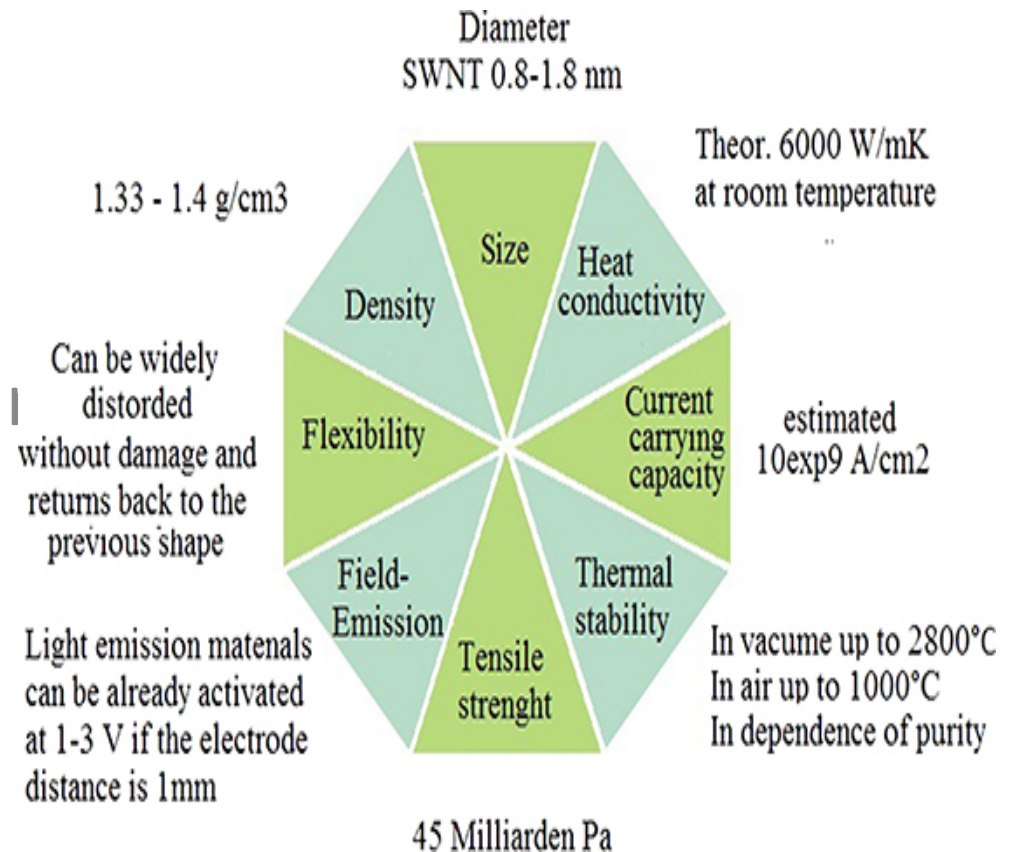 Diameter
SWNT 0.8-1.8 nm
Theor. 6000 W/mK
at room temperature
1.33 - 1.4 g/cm3
Size
Heat
conductivity
Density
Can be widely
distorded
without damage and
returns back to the
previous shape
Flexibility
Current
carrying
capacity
estimated
10exp9 A/cm2
Field-
Emission
Thermal
stability
Tensile
strenght
Light emission matenals
can be already activated
at 1-3 V if the electrode
distance is 1mm
In vacume up to 2800°C
In air up to 1000°C
In dependence of purity
45 Milliarden Pa